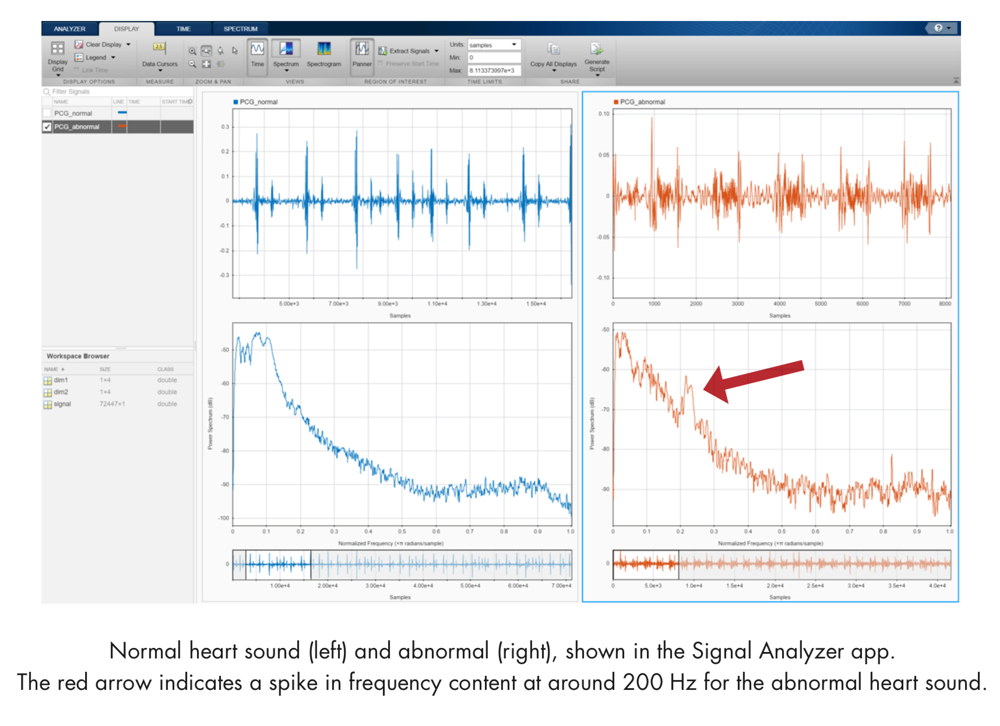 ANALYZER DISPLAY TIME SPECTRUM ?
Display Grid
Clear Display
Legend
Link Time
DISPLAY OPTIONS
2.5
Data Cursors
MEASURE
ZOOM & PAN
Time Spectrum Spectrogram
VIEWS
Panner
Extract Signals
Preserve Start Time
REGION OF INTEREST
Units: samples
Min: 0
Max: 8.113373997e+3
TIME LIMITS
Copy All Displays
Generate Script
SHARE
Filter Signals
NAME LINE TIME START TIME
PCG_normal
PCG_abnormal
Workspace Browser
NAME SIZE CLASS
dim1 1×4 double
dim2 1×4 double
signal 72447×1 double
PCG_normal
0.3
0.2
0.1
0
-0.1
-0.2
-0.3
5.00e+3 7.00e+3 9.00e+3 1.10e+4 1.30e+4 1.50e+4
Samples
Power Spectrum (dB)
-50
-60
-70
-80
-90
-100
0 0.1 0.2 0.3 0.4 0.5 0.6 0.7 0.8 0.9 1.0
Normalized Frequency (×π radians/sample)
0
1.00e+4 2.00e+4 3.00e+4 4.00e+4 5.00e+4 6.00e+4 7.00e+4
Samples
PCG_abnormal
0.10
0.05
0
-0.05
-0.10
0 1000 2000 3000 4000 5000 6000 7000 8000
Samples
Power Spectrum (dB)
-50
-60
-70
-80
-90
0 0.1 0.2 0.3 0.4 0.5 0.6 0.7 0.8 0.9 1.0
Normalized Frequency (×π radians/sample)
0
0 5.0e+3 1.0e+4 1.5e+4 2.0e+4 2.5e+4 3.0e+4 3.5e+4 4.0e+4
Samples
Normal heart sound (left) and abnormal (right), shown in the Signal Analyzer app.
The red arrow indicates a spike in frequency content at around 200 Hz for the abnormal heart sound.